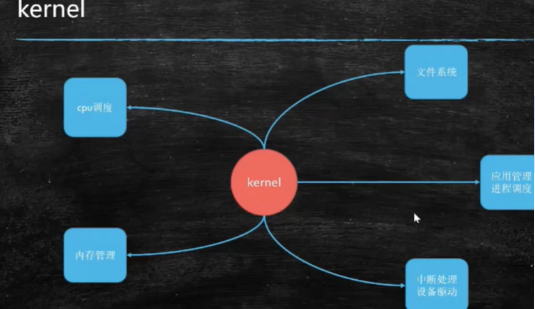 kernel
文件系统
cpu调度
kernel
应用管理
进程调度
内存管理
中断处理
设备驱动